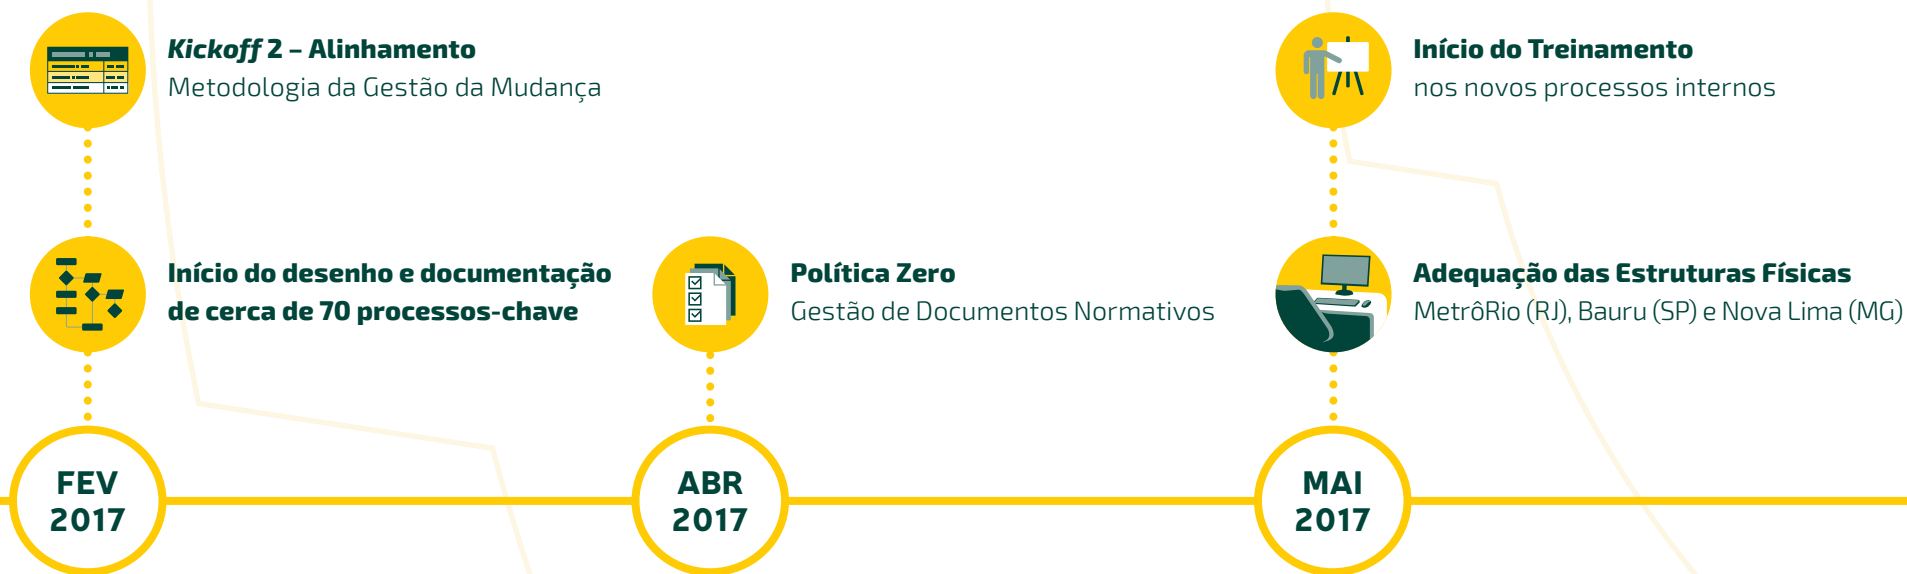 Kickoff 2 – Alinhamento
Metodologia da Gestão da Mudança
Início do desenho e documentação
de cerca de 70 processos-chave
FEV
2017
Política Zero
Gestão de Documentos Normativos
ABR
2017
Início do Treinamento
nos novos processos internos
Adequação das Estruturas Físicas
MetrôRio (RJ), Bauru (SP) e Nova Lima (MG)
MAI
2017